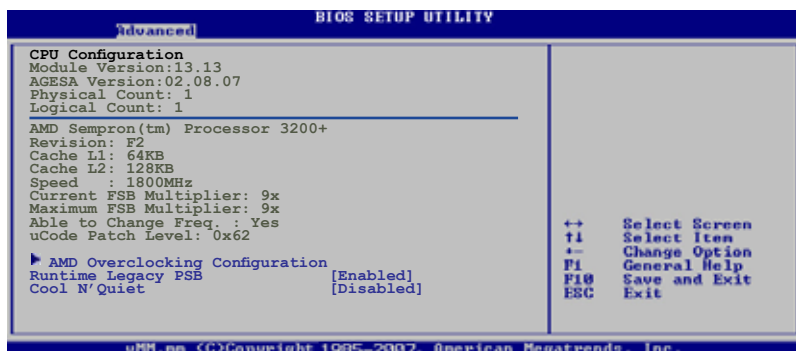 BIOS SETUP UTILITY
Advanced
CPU Configuration
Module Version:13.13
AGESA Version:02.08.07
Physical Count: 1
Logical Count: 1
AMD Sempron(tm) Processor 3200+
Revision: F2
Cache L1: 64KB
Cache L2: 128KB
Speed : 1800MHz
Current FSB Multiplier: 9x
Maximum FSB Multiplier: 9x
Able to Change Freq. : Yes
uCode Patch Level: 0x62
AMD Overclocking Configuration
Runtime Legacy PSB [Enabled]
Cool N'Quiet [Disabled]
↔ Select Screen
↑↓ Select Item
+- Change Option
F1 General Help
F10 Save and Exit
ESC Exit
vMM.nn (C)Copyright 1985-2007, American Megatrends, Inc.